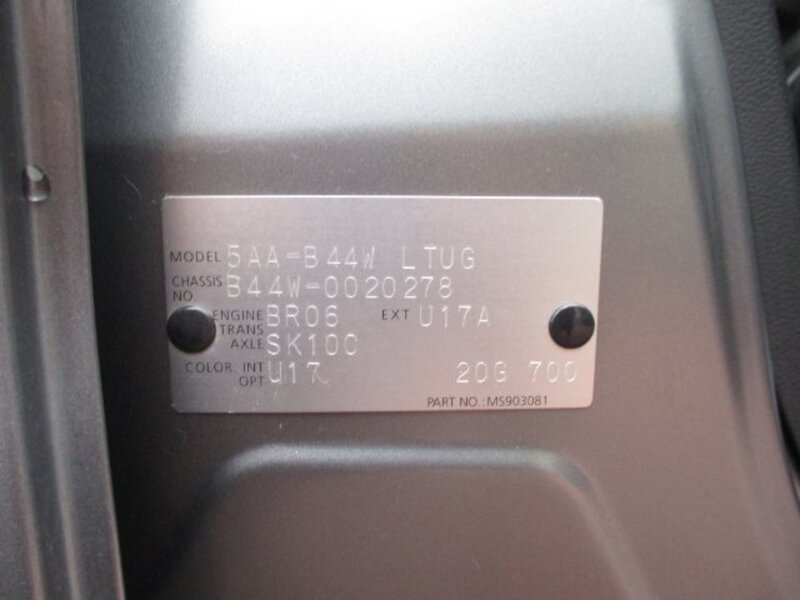 MODEL 5AA-B44W LTUG
CHASSIS NO. B44W-0020278
ENGINE BR06 EXT U17A
TRANS AXLE SK10C
COLOR, INT OPT U17 20G 700
PART NO.: MS903081